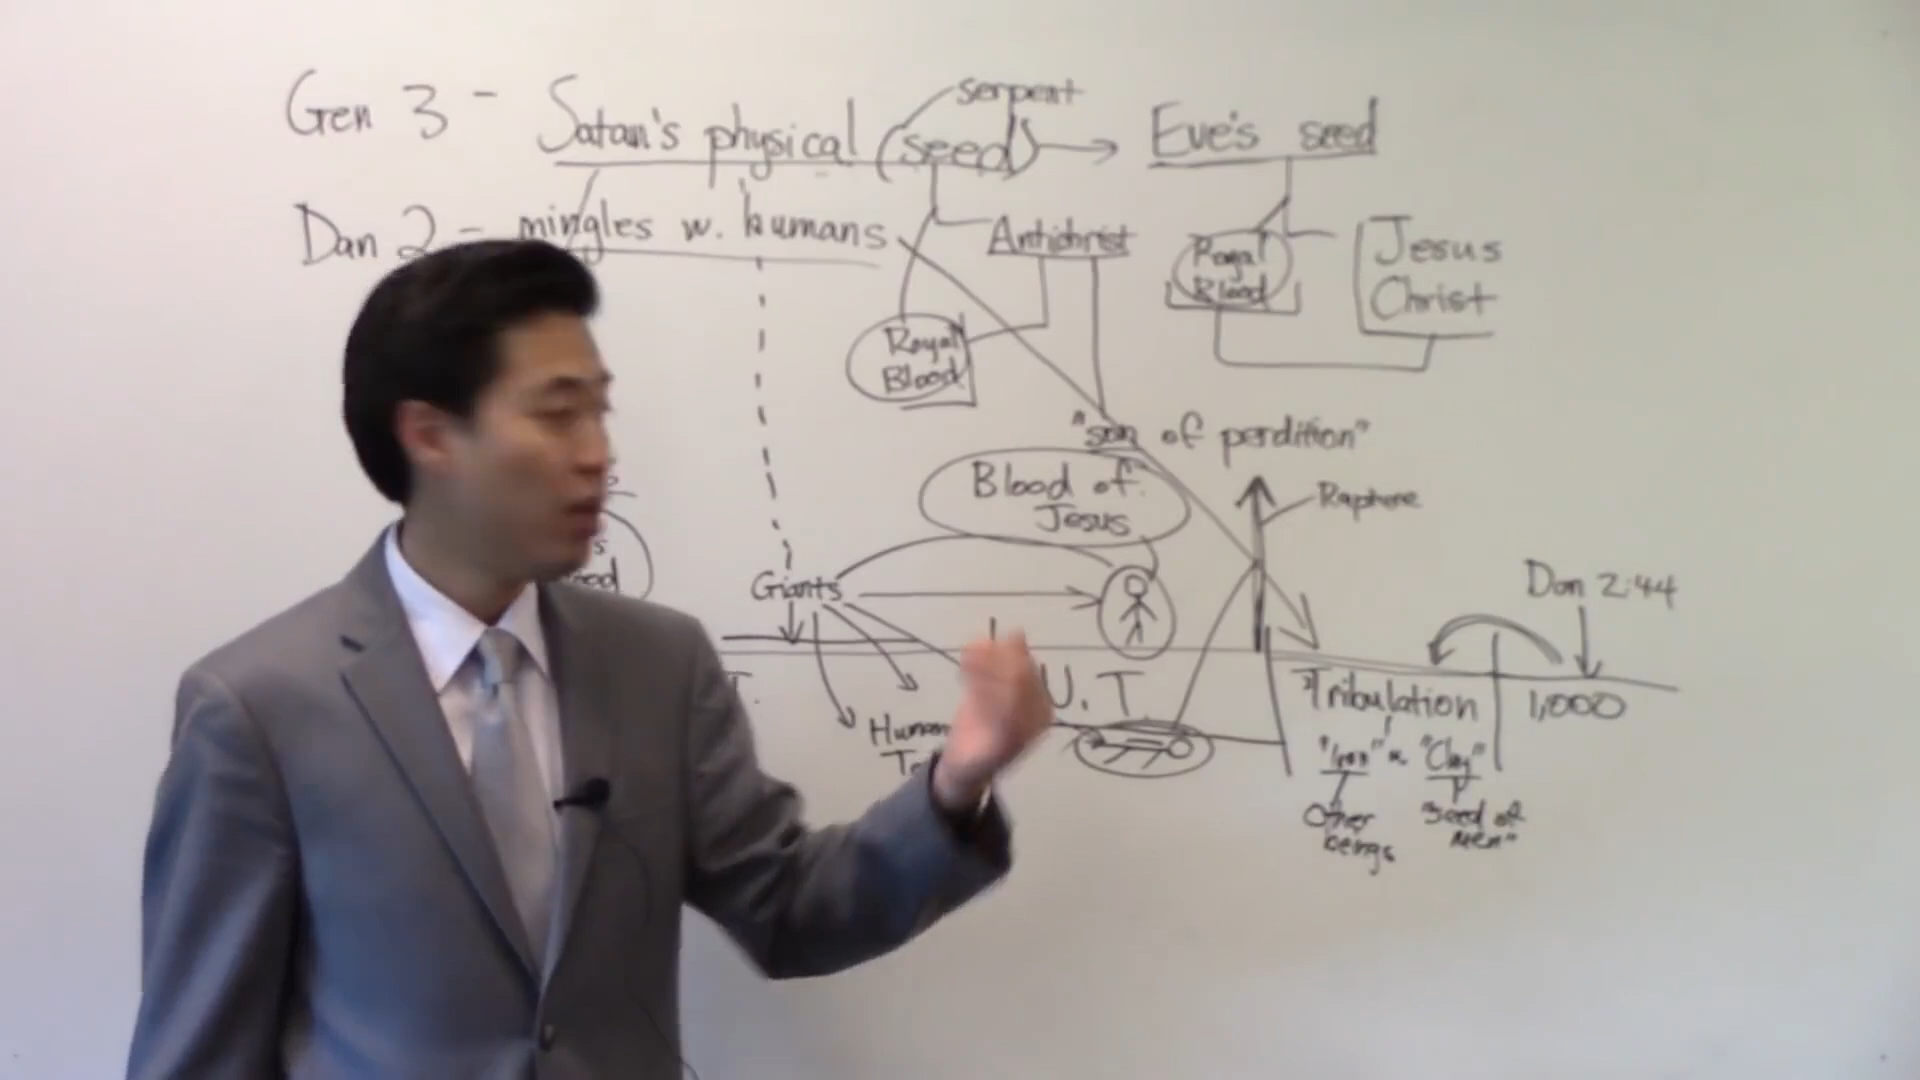 serpent
Gen 3 - Satan's physical (seed) → Eve's seed
Dan 2 - mingles w. humans
Antichrist
Royal
Blood
Jesus
Christ
Royal
Blood
"son of perdition"
Blood of
Jesus
Rapture
Giants
Dan 2:44
T.
Tribulation
1,000
Human
"Iron" "Clay"
Other
beings
"seed of
men"